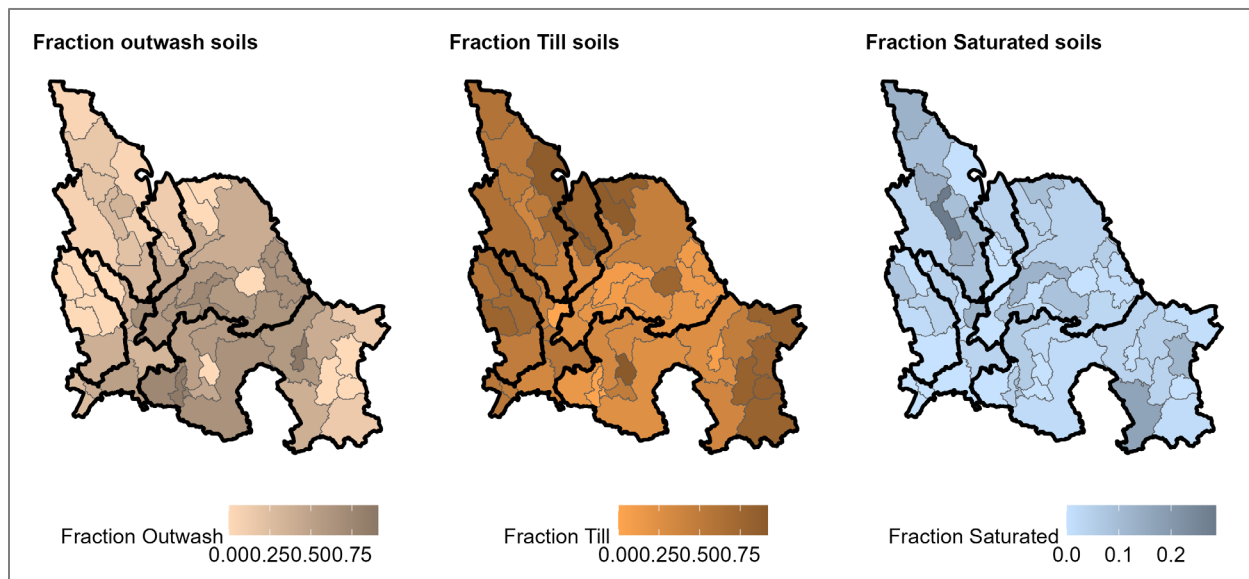 Fraction outwash soils
Fraction Till soils
Fraction Saturated soils
Fraction Outwash
0.000.250.500.75
Fraction Till
0.000.250.500.75
Fraction Saturated
0.0 0.1 0.2